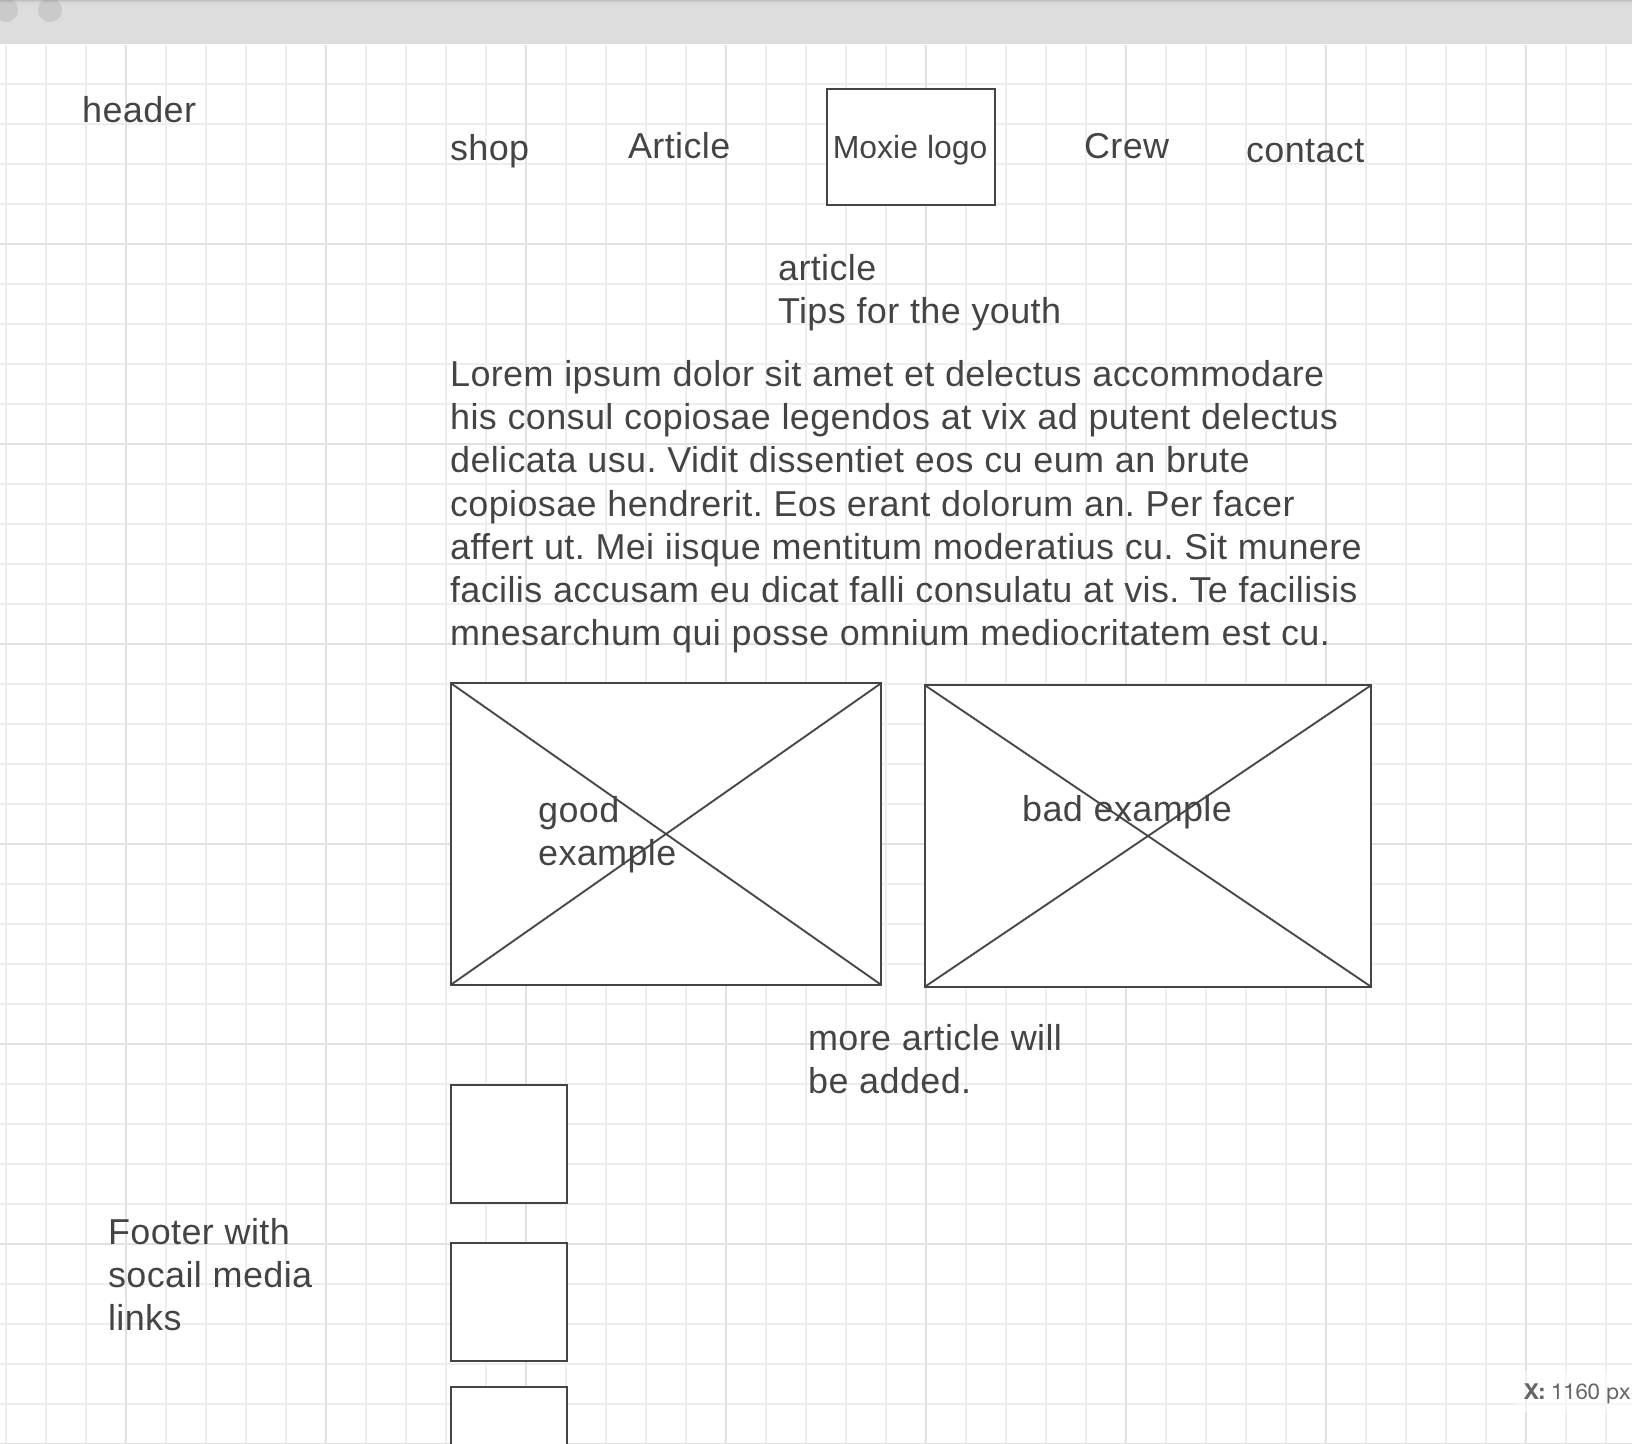 header
shop
Article
Moxie logo
Crew
contact
article
Tips for the youth
Lorem ipsum dolor sit amet et delectus accommodare
his consul copiosae legendos at vix ad putent delectus
delicata usu. Vidit dissentiet eos cu eum an brute
copiosae hendrerit. Eos erant dolorum an. Per facer
affert ut. Mei iisque mentitum moderatius cu. Sit munere
facilis accusam eu dicat falli consulatu at vis. Te facilisis
mnesarchum qui posse omnium mediocritatem est cu.
good
example
bad example
more article will
be added.
Footer with
socail media
links
X: 1160 px